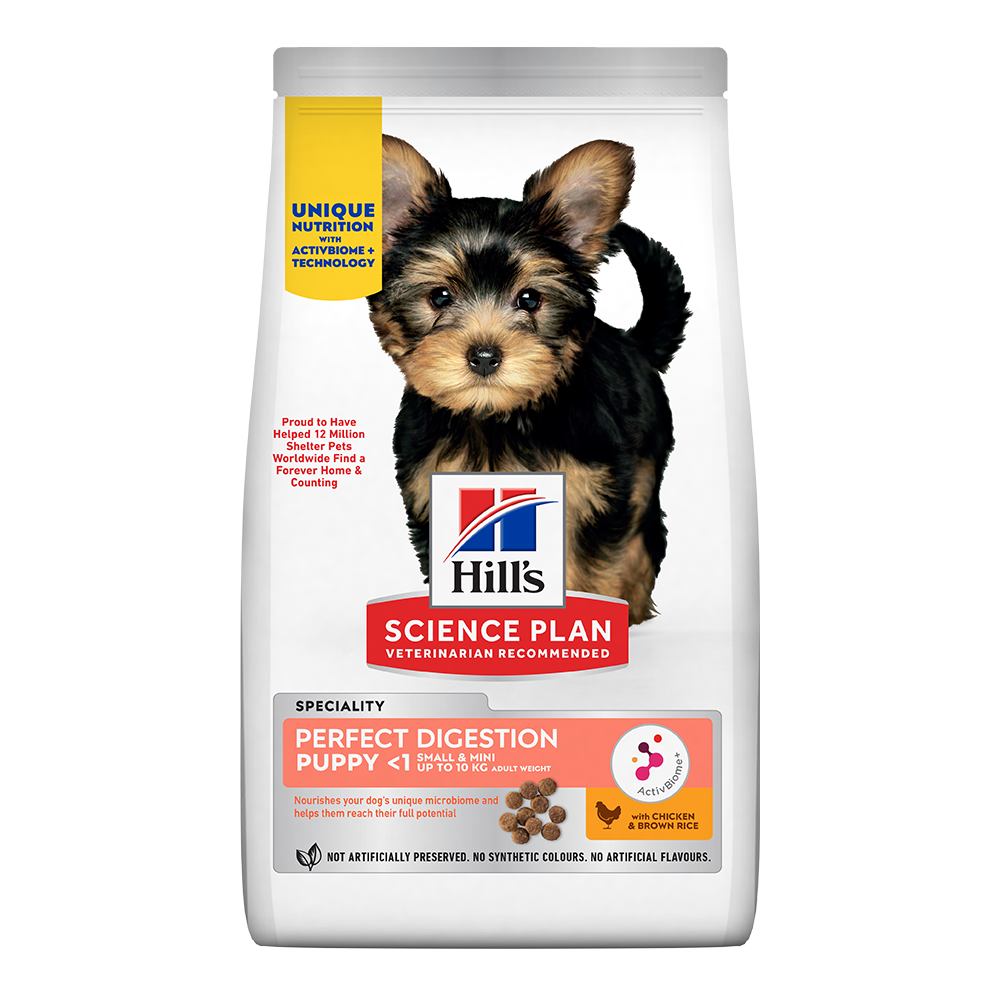 UNIQUE
NUTRITION
WITH
ACTIVBIOME +
TECHNOLOGY
Proud to Have
Helped 12 Million
Shelter Pets
Worldwide Find a
Forever Home &
Counting
Hill's
SCIENCE PLAN
VETERINARIAN RECOMMENDED
SPECIALITY
PERFECT DIGESTION
PUPPY <1 SMALL & MINI
UP TO 10 KG ADULT WEIGHT
ActivBiome+
Nourishes your dog's unique microbiome and
helps them reach their full potential
with CHICKEN
& BROWN RICE
NOT ARTIFICIALLY PRESERVED. NO SYNTHETIC COLOURS. NO ARTIFICIAL FLAVOURS.